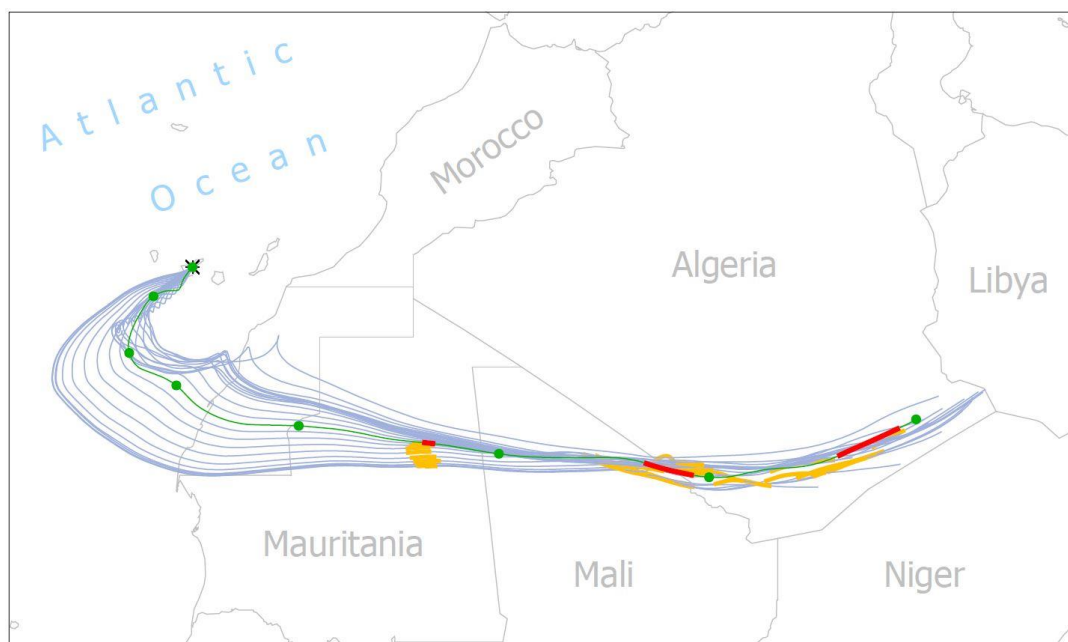 Atlantic
Ocean
Morocco
Algeria
Libya
Mauritania
Mali
Niger